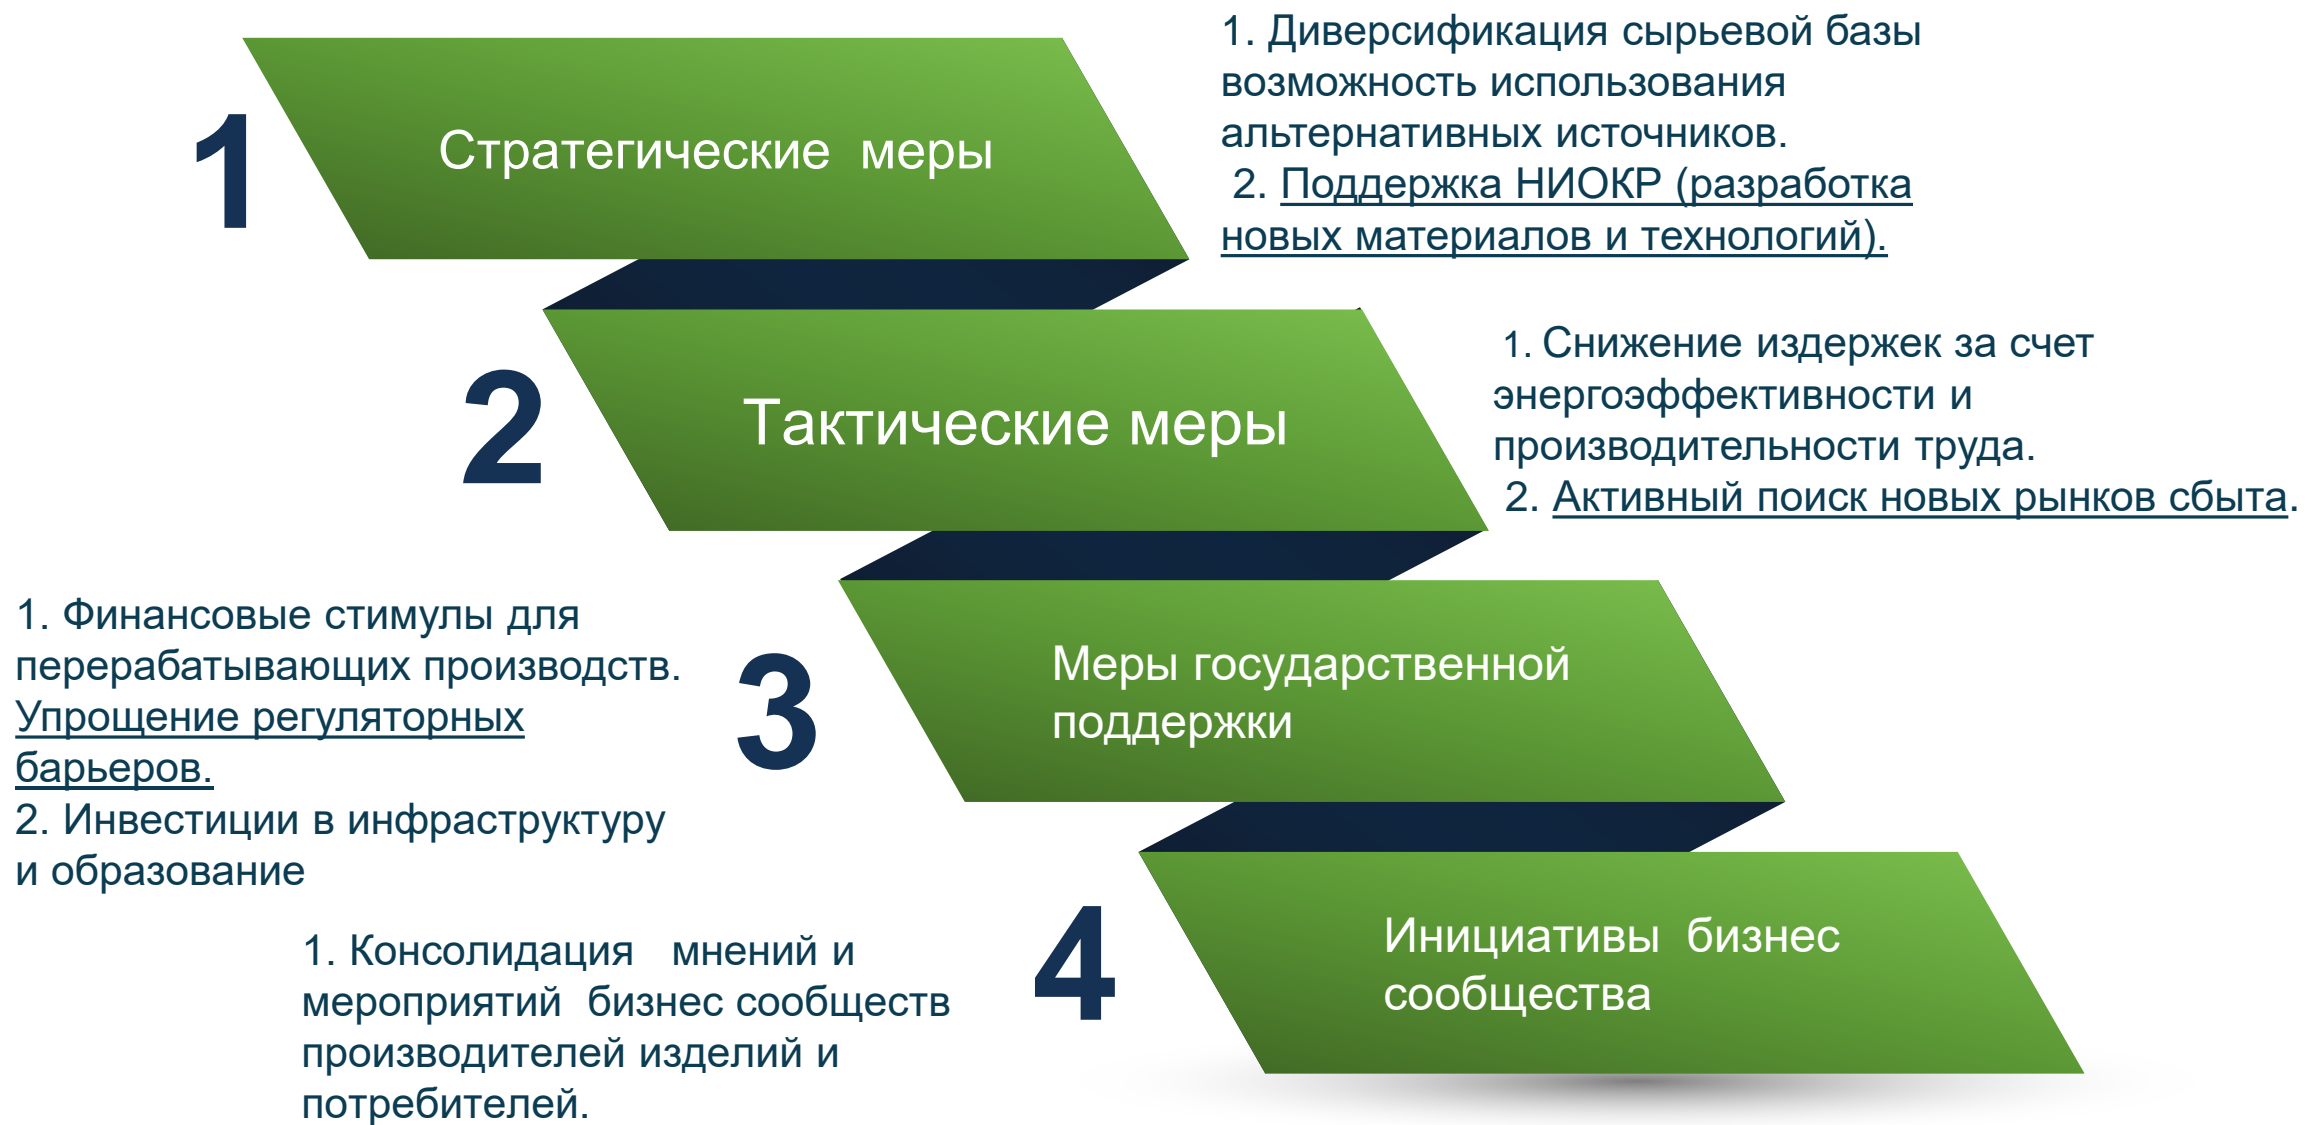 1
Стратегические меры
1. Диверсификация сырьевой базы
возможность использования
альтернативных источников.
2. Поддержка НИОКР (разработка
новых материалов и технологий).
2
Тактические меры
1. Снижение издержек за счет
энергоэффективности и
производительности труда.
2. Активный поиск новых рынков сбыта.
3
Меры государственной
поддержки
1. Финансовые стимулы для
перерабатывающих производств.
Упрощение регуляторных
барьеров.
2. Инвестиции в инфраструктуру
и образование
4
Инициативы бизнес
сообщества
1. Консолидация мнений и
мероприятий бизнес сообществ
производителей изделий и
потребителей.